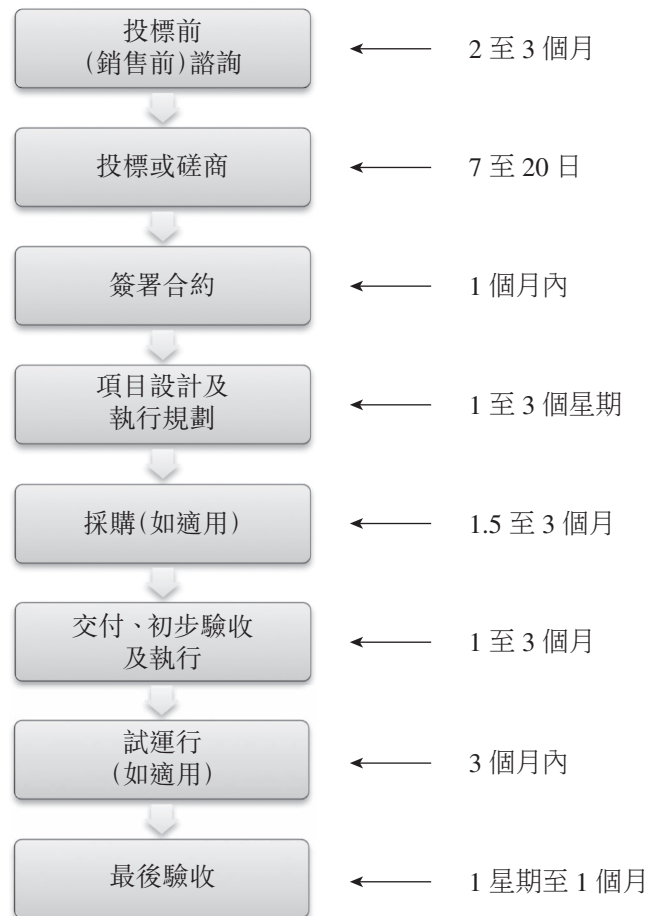 投標前
(銷售前)諮詢
2 至 3 個月
投標或磋商
7 至 20 日
簽署合約
1 個月內
項目設計及
執行規劃
1 至 3 個星期
採購(如適用)
1.5 至 3 個月
交付、初步驗收
及執行
1 至 3 個月
試運行
(如適用)
3 個月內
最後驗收
1 星期至 1 個月